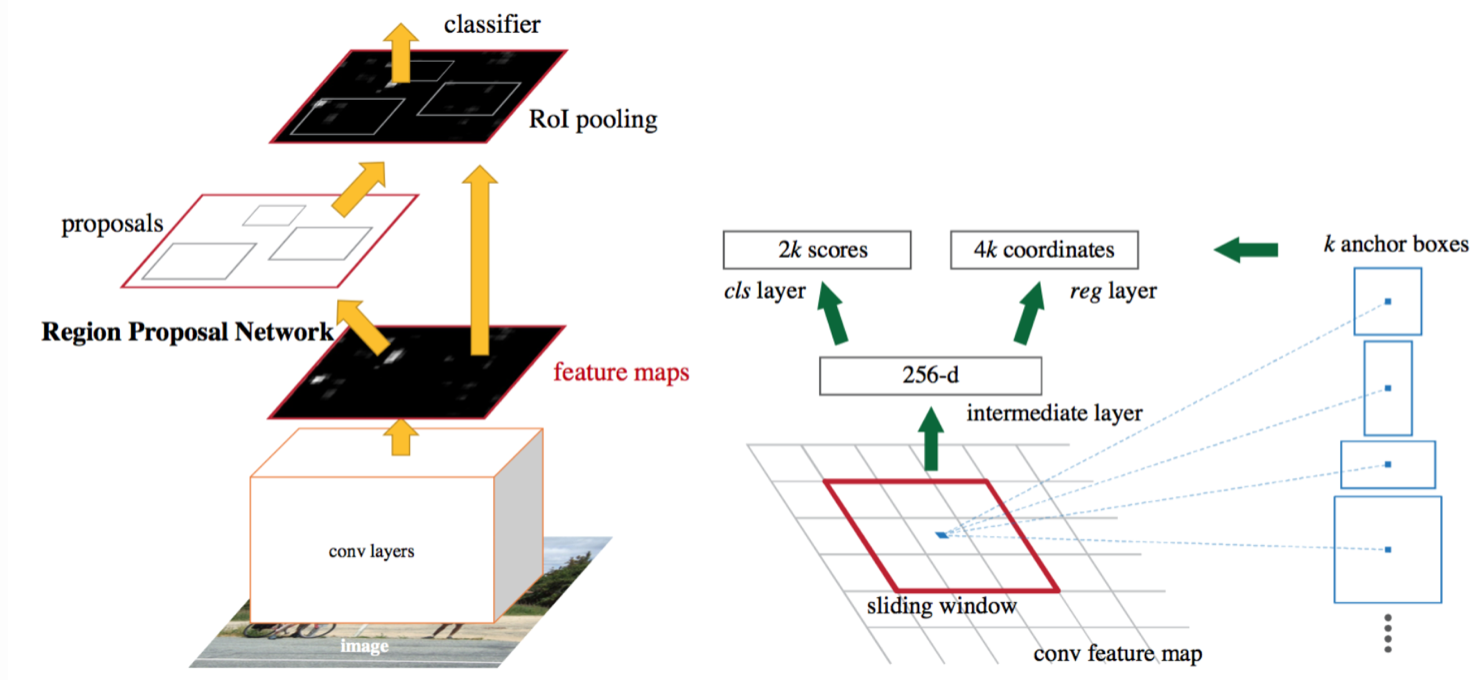 classifier
RoI pooling
proposals
Region Proposal Network
feature maps
conv layers
image
2k scores
4k coordinates
k anchor boxes
cls layer
reg layer
256-d
intermediate layer
sliding window
conv feature map